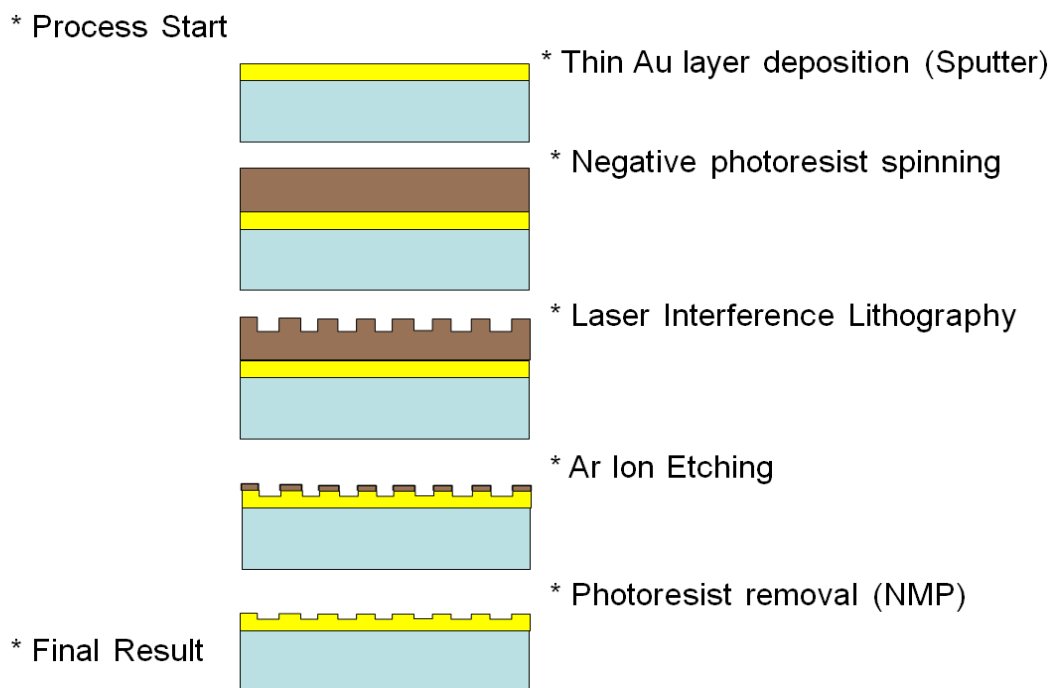 * Process Start
* Thin Au layer deposition (Sputter)
* Negative photoresist spinning
* Laser Interference Lithography
* Ar Ion Etching
* Photoresist removal (NMP)
* Final Result